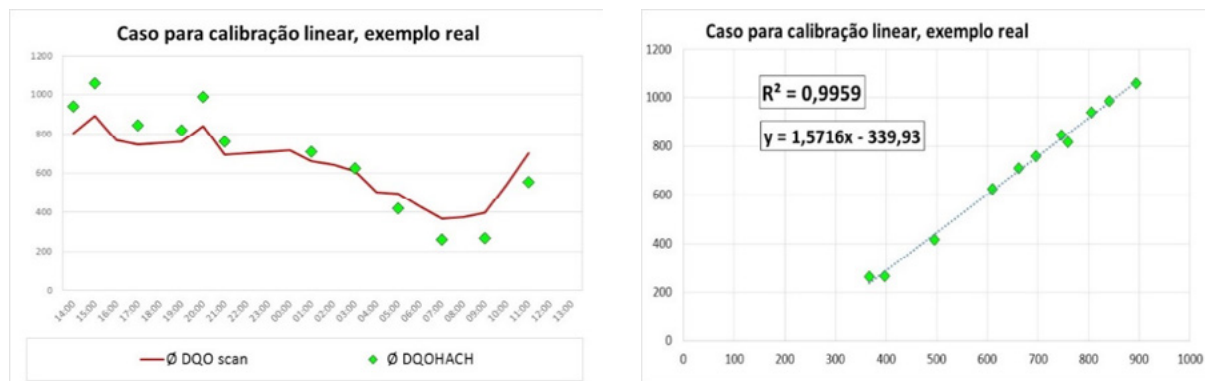 Caso para calibração linear, exemplo real
1200
1000
800
600
400
200
0
14:00 15:00 16:00 17:00 18:00 19:00 20:00 21:00 22:00 23:00 00:00 01:00 02:00 03:00 04:00 05:00 06:00 07:00 08:00 09:00 10:00 11:00 12:00 13:00
Ø DQO scan Ø DQOHACH
Caso para calibração linear, exemplo real
1200
R² = 0,9959
1000
y = 1,5716x - 339,93
800
600
400
200
0
0 100 200 300 400 500 600 700 800 900 1000